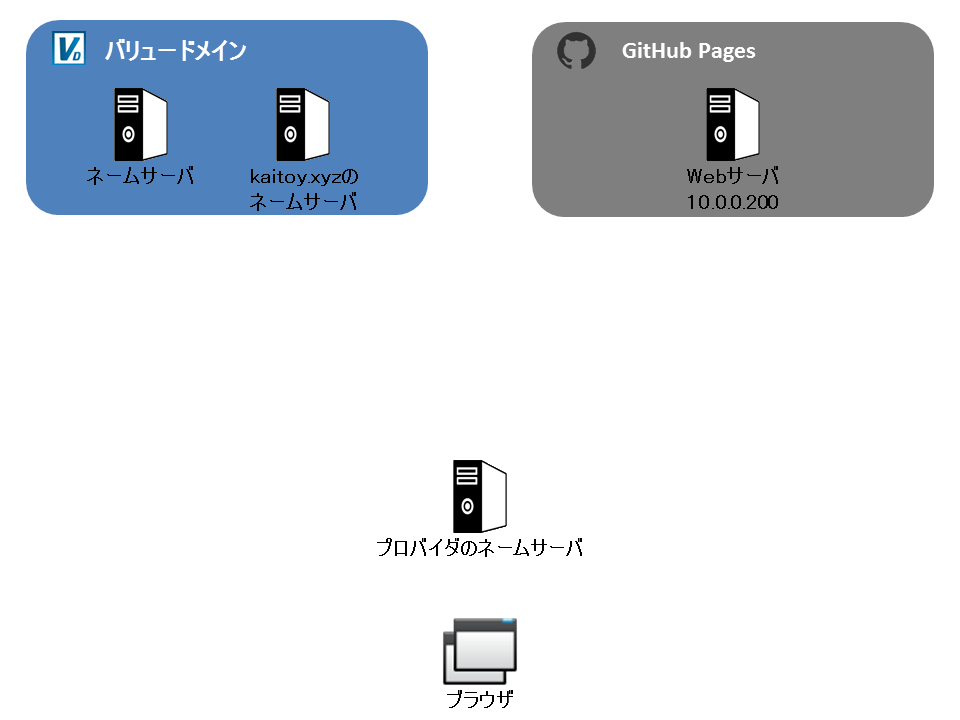 バリュードメイン
GitHub Pages
ネームサーバ
kaitoy.xyzの
ネームサーバ
Webサーバ
10.0.0.200
プロバイダのネームサーバ
ブラウザ